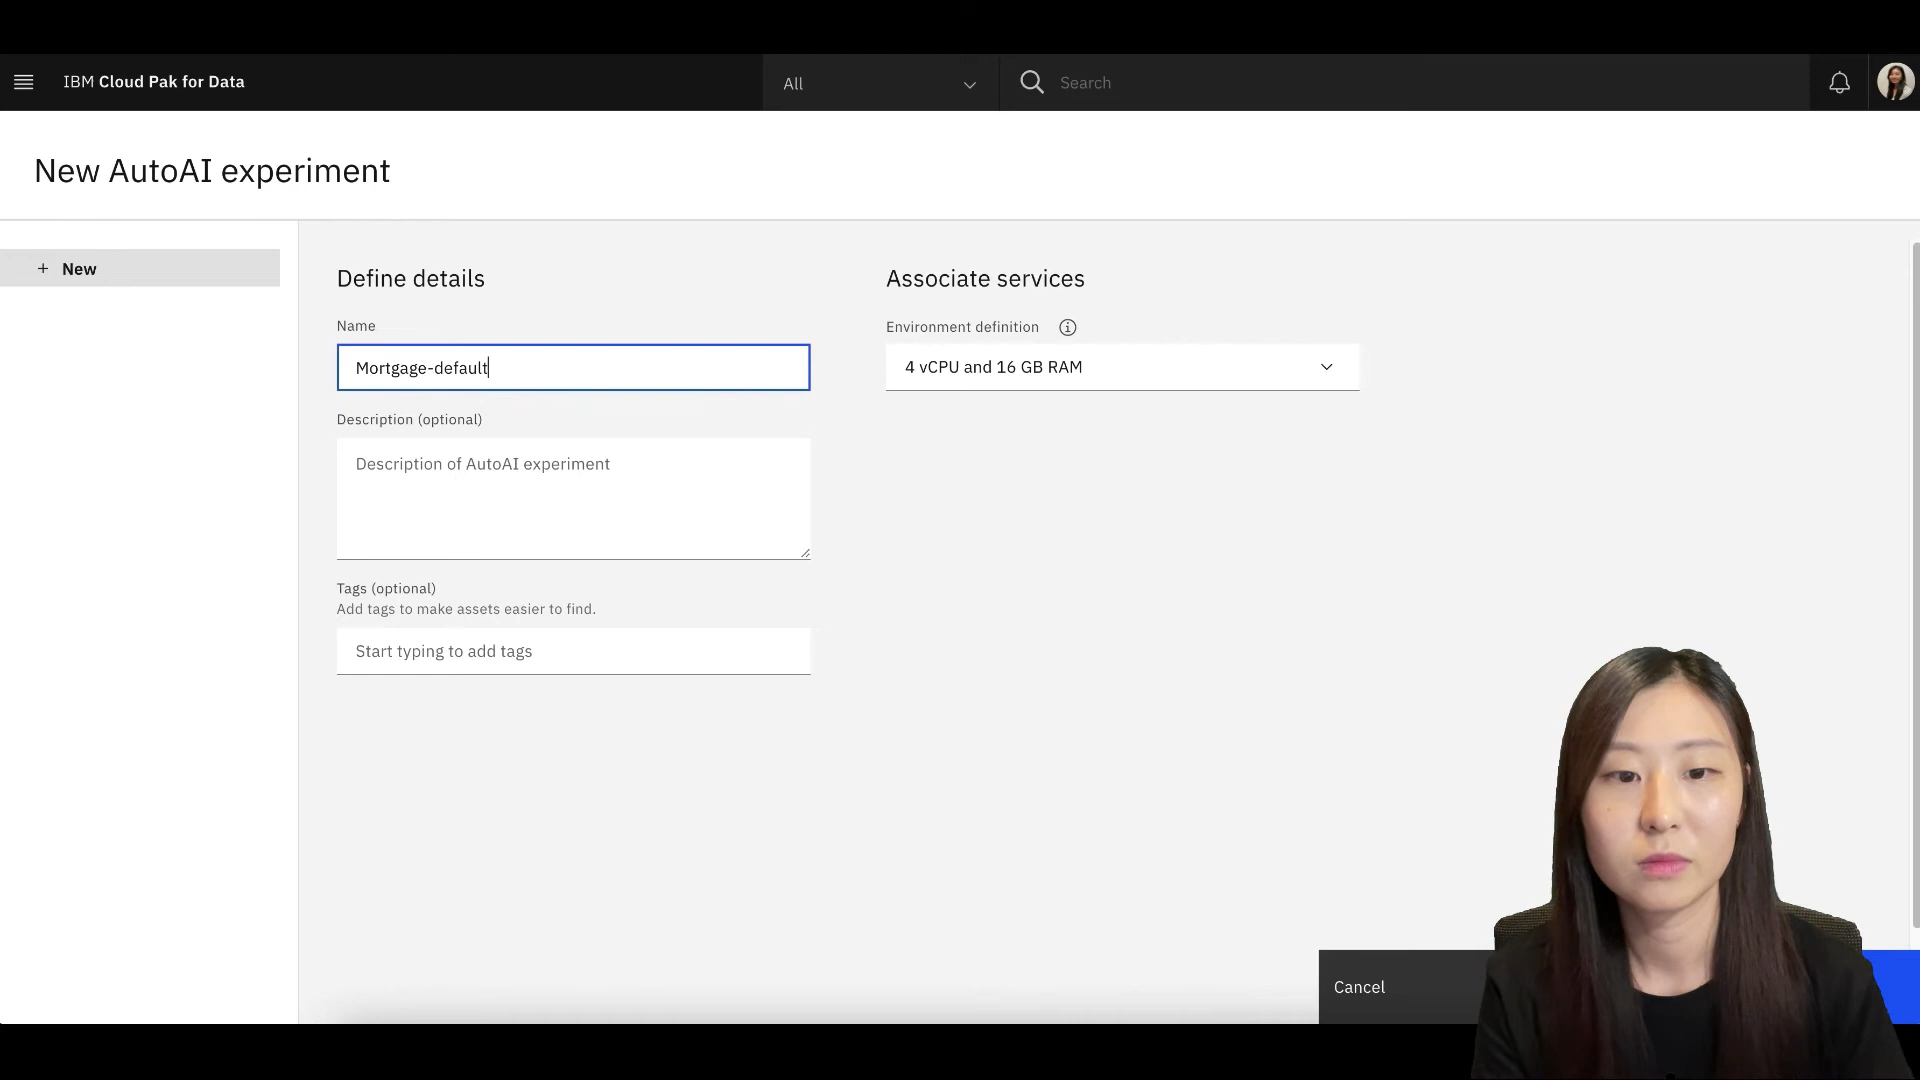 IBM Cloud Pak for Data
All
Search
New AutoAI experiment
+ New
Define details
Name
Mortgage-default
Description (optional)
Description of AutoAI experiment
Tags (optional)
Add tags to make assets easier to find.
Start typing to add tags
Associate services
Environment definition
4 vCPU and 16 GB RAM
Cancel